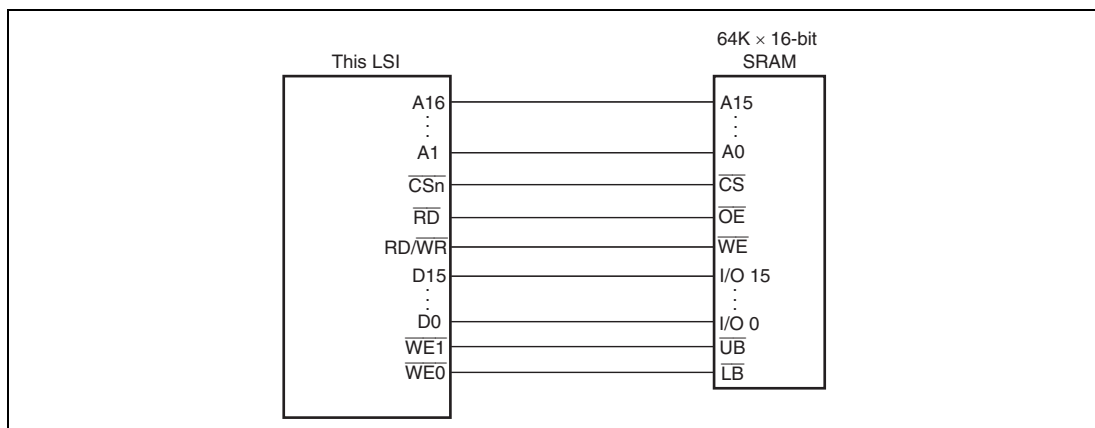 64K × 16-bit
This LSI SRAM
A16 A15
A1 A0
CSn CS
RD OE
RD/WR WE
D15 I/O 15
D0 I/O 0
WE1 UB
WE0 LB